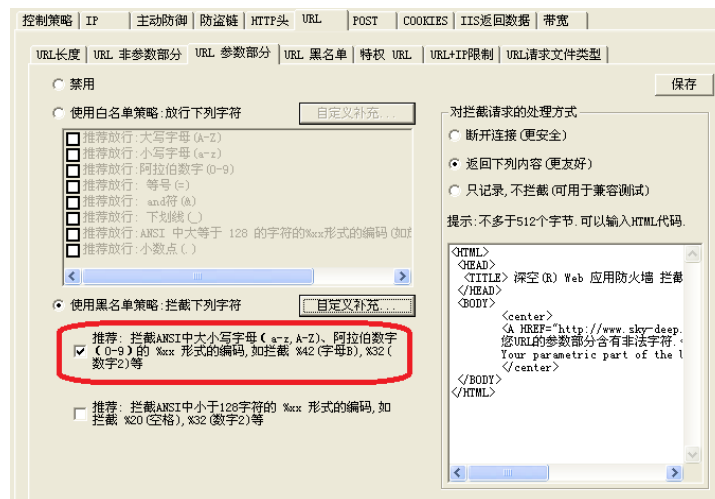 控制策略 IP 主动防御 防盗链 HTTP头 URL POST COOKIES IIS返回数据 带宽
URL长度 URL 非参数部分 URL 参数部分 URL 黑名单 特权 URL URL+IP限制 URL请求文件类型
禁用
保存
使用白名单策略:放行下列字符
自定义补充...
推荐放行:大写字母(A-Z)
推荐放行:小写字母(a-z)
推荐放行:阿拉伯数字(0-9)
推荐放行: 等号(=)
推荐放行: and符(&)
推荐放行: 下划线(_)
推荐放行:ANSI 中大等于 128 的字符的%xx形式的编码(如
推荐放行:小数点(.)
使用黑名单策略:拦截下列字符
自定义补充...
推荐: 拦截ANSI中大小写字母(a-z,A-Z)、阿拉伯数字
(0-9)的 %xx 形式的编码,如拦截 %42(字母B),%32(
数字2)等
推荐: 拦截ANSI中小于128字符的 %xx 形式的编码,如
拦截 %20(空格),%32(数字2)等
对拦截请求的处理方式
断开连接(更安全)
返回下列内容(更友好)
只记录,不拦截(可用于兼容测试)
提示:不多于512个字节.可以输入HTML代码.
<HTML>
<HEAD>
<TITLE> 深空(R) Web 应用防火墙 拦截
</HEAD>
<BODY>
<center>
<A HREF="http://www.sky-deep.
您URL的参数部分含有非法字符.<
Your parametric part of the U
</center>
</BODY>
</HTML>